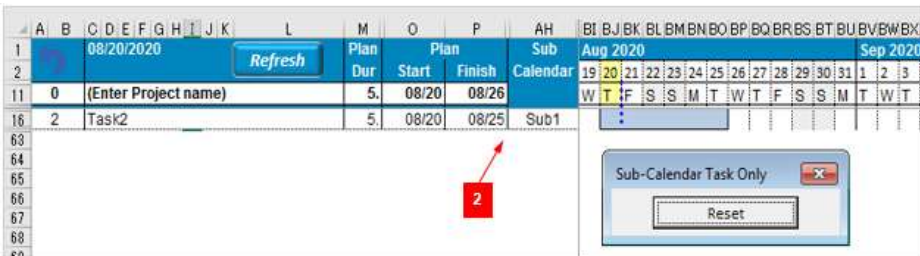 A B C D E F G H I J K L M O P AH BI BJ BK BL BM BN BO BP BQ BR BS BT BU BV BW BX
1 08/20/2020 Refresh Plan Plan Sub Aug 2020 Sep 2020
2 Dur Start Finish Calendar 19 20 21 22 23 24 25 26 27 28 29 30 31 1 2 3
11 0 (Enter Project name) 5. 08/20 08/26 W T F S S M T W T F S S M T W T
16 2 Task2 5. 08/20 08/25 Sub1
63
64
65 Sub-Calendar Task Only
66 2
67 Reset
68